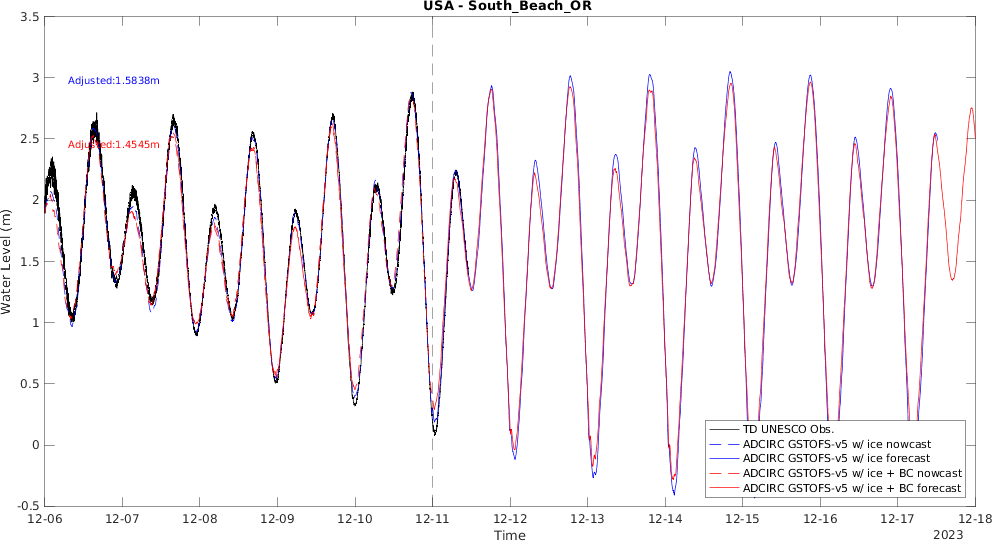 USA - South_Beach_OR
3.5
3
2.5
2
1.5
1
0.5
0
-0.5
Water Level (m)
Adjusted:1.5838m
Adjusted:1.4545m
TD UNESCO Obs.
ADCIRC GSTOFS-v5 w/ ice nowcast
ADCIRC GSTOFS-v5 w/ ice forecast
ADCIRC GSTOFS-v5 w/ ice + BC nowcast
ADCIRC GSTOFS-v5 w/ ice + BC forecast
12-06 12-07 12-08 12-09 12-10 12-11 12-12 12-13 12-14 12-15 12-16 12-17 12-18
Time
2023